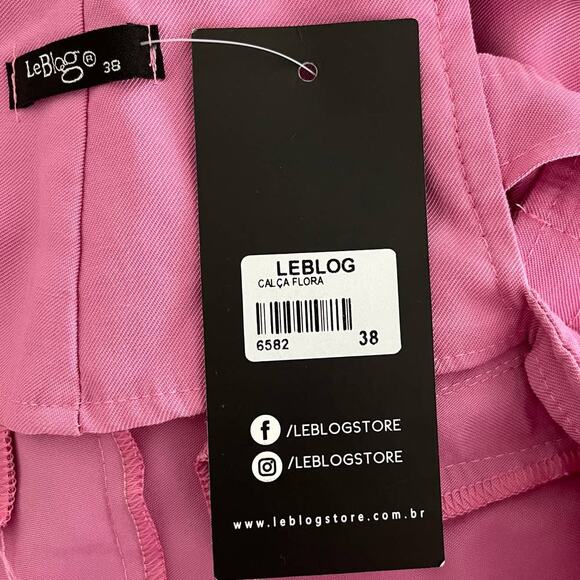 LeBlog® 38
LEBLOG
CALÇA FLORA
6582 38
/LEBLOGSTORE
/LEBLOGSTORE
www.leblogstore.com.br